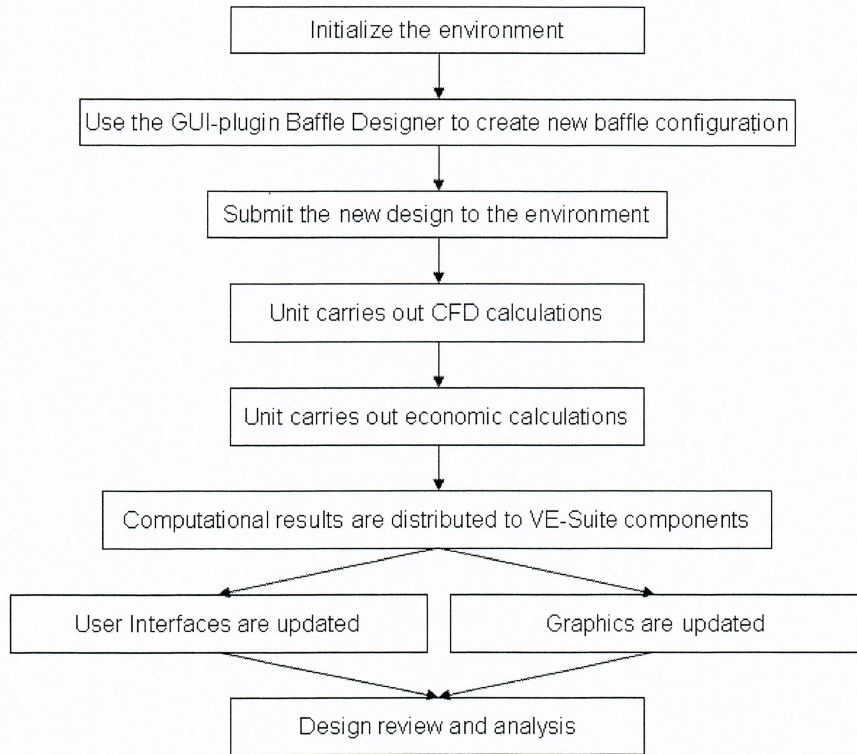 Initialize the environment
Use the GUI-plugin Baffle Designer to create new baffle configuration
Submit the new design to the environment
Unit carries out CFD calculations
Unit carries out economic calculations
Computational results are distributed to VE-Suite components
User Interfaces are updated
Graphics are updated
Design review and analysis